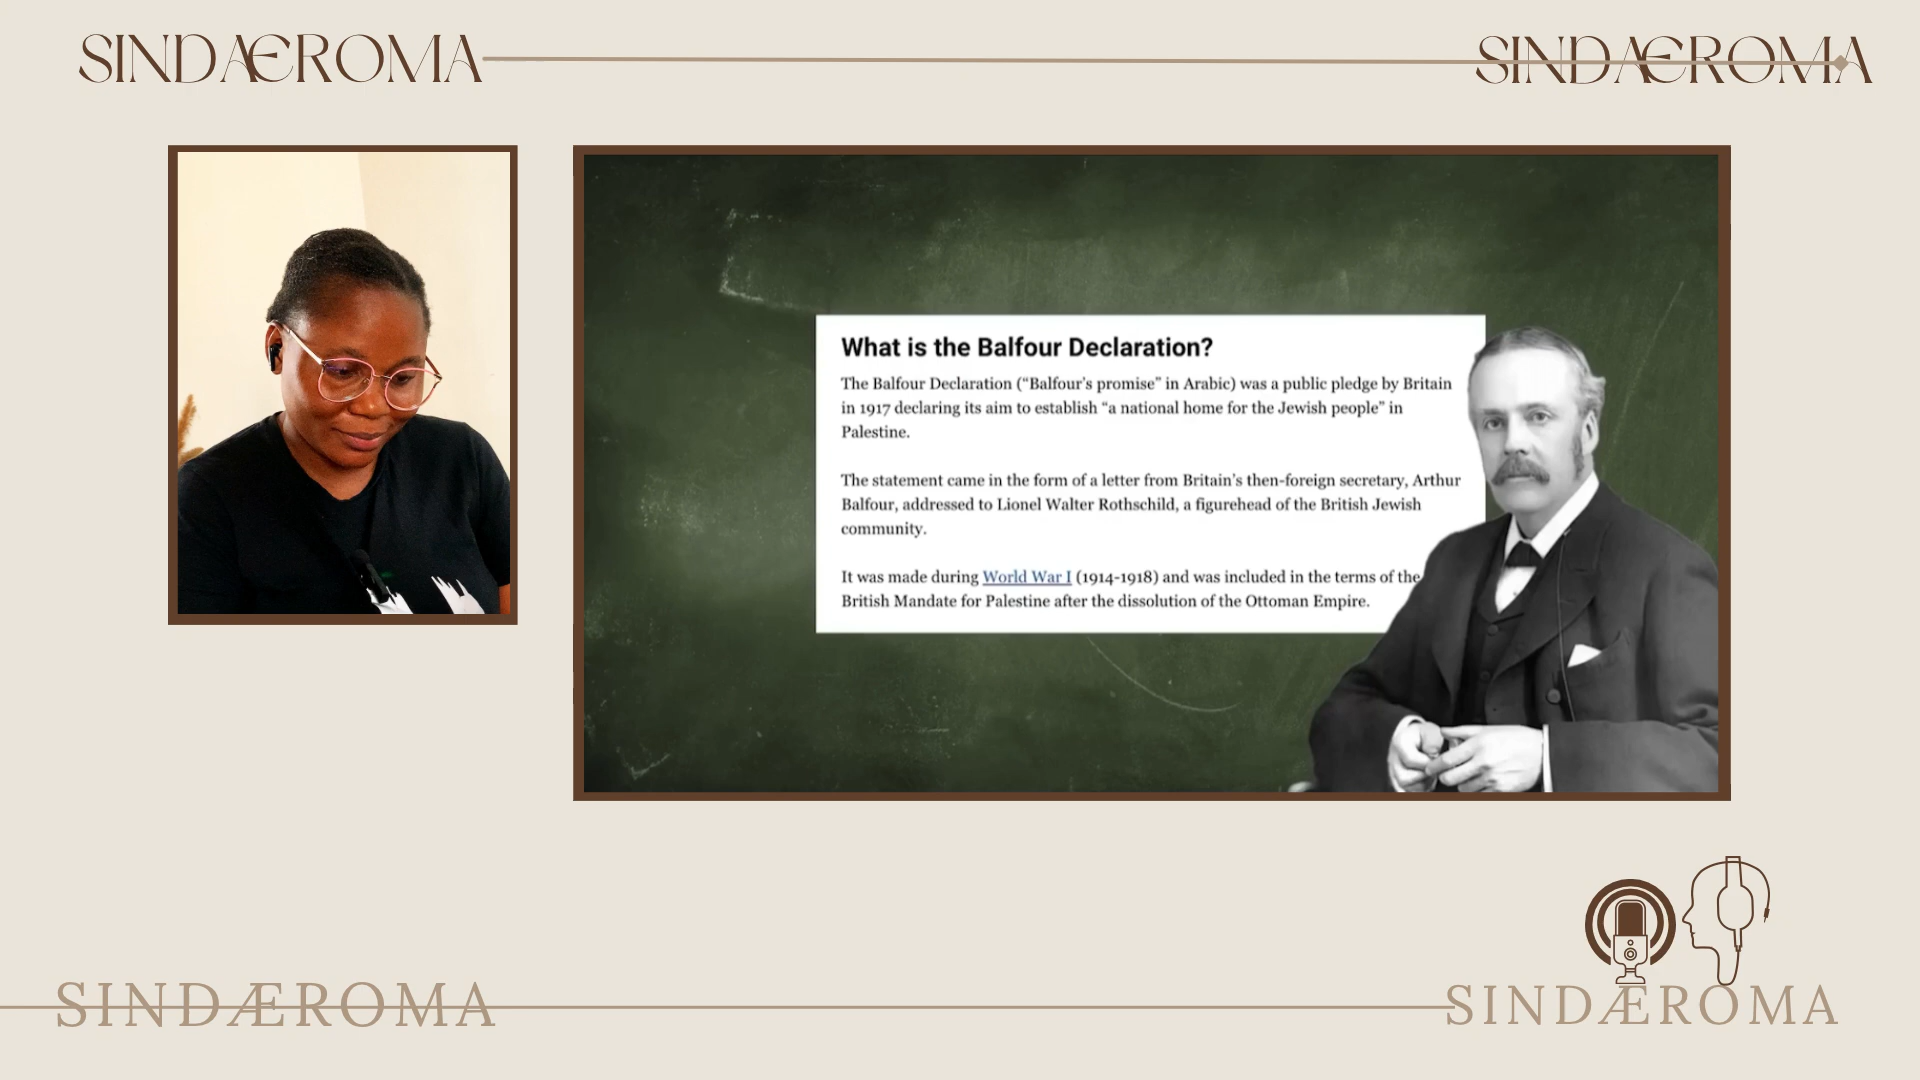 SINDÆROMA
SINDÆROMA
What is the Balfour Declaration?
The Balfour Declaration (“Balfour’s promise” in Arabic) was a public pledge by Britain
in 1917 declaring its aim to establish “a national home for the Jewish people” in
Palestine.
The statement came in the form of a letter from Britain’s then-foreign secretary, Arthur
Balfour, addressed to Lionel Walter Rothschild, a figurehead of the British Jewish
community.
It was made during World War I (1914-1918) and was included in the terms of the
British Mandate for Palestine after the dissolution of the Ottoman Empire.
SINDÆROMA
SINDÆROMA